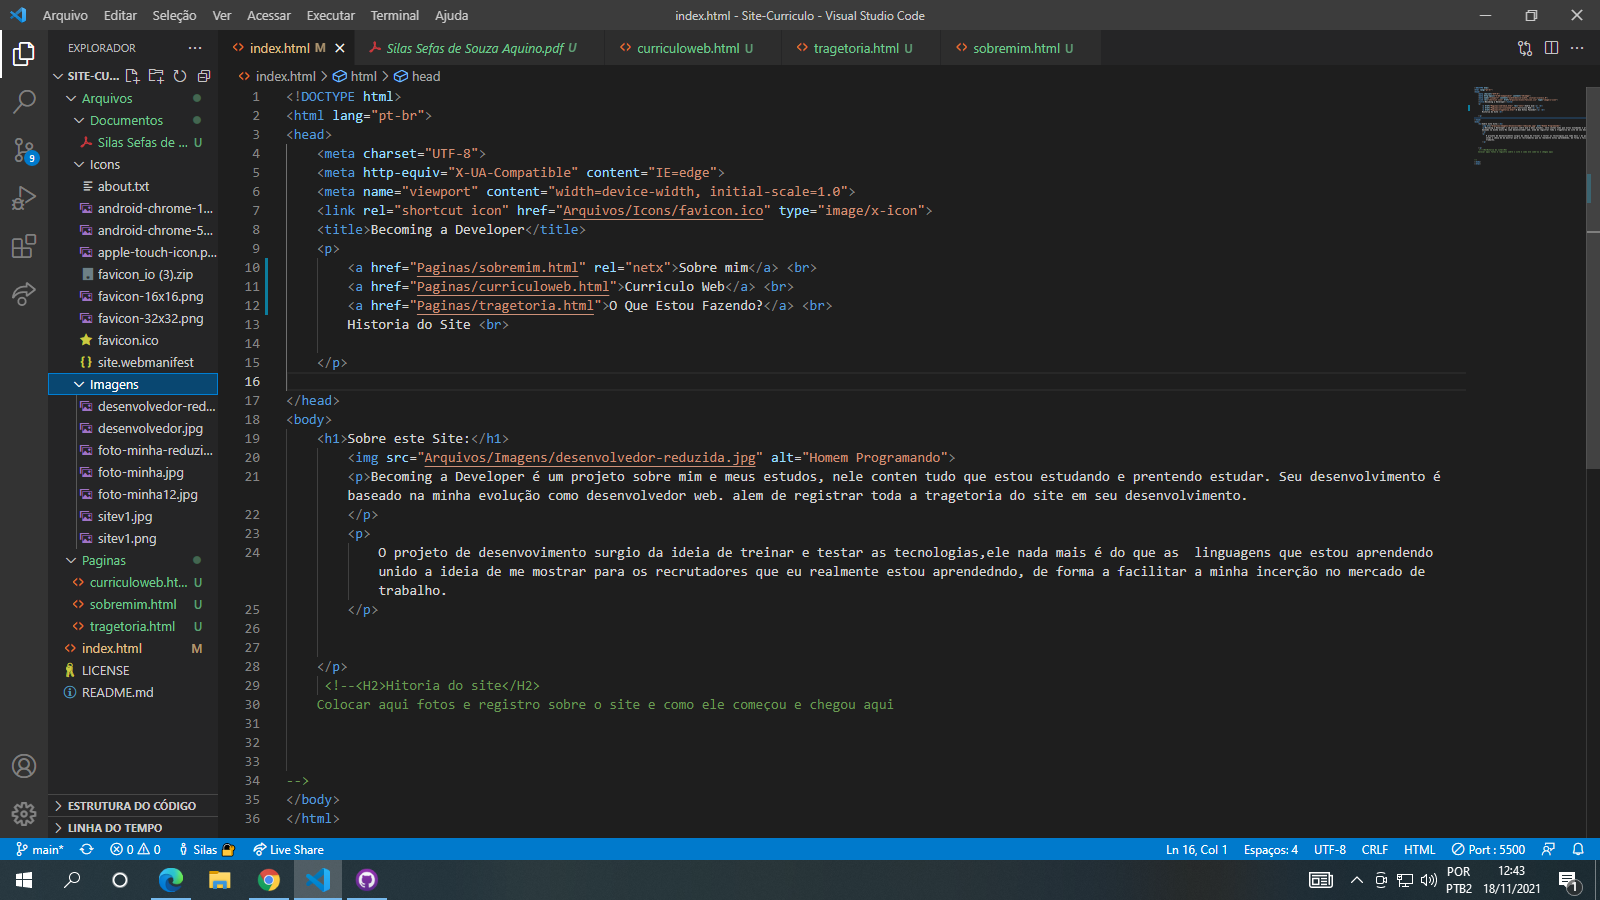 Arquivo Editar Seleção Ver Acessar Executar Terminal Ajuda
index.html - Site-Curriculo - Visual Studio Code
EXPLORADOR ...
index.html M
Silas Sefas de Souza Aquino.pdf U
curriculoweb.html U
tragetoria.html U
sobremim.html U
index.html > html > head
SITE-CU...
Arquivos
Documentos
Silas Sefas de ... U
Icons
about.txt
android-chrome-1...
android-chrome-5...
apple-touch-icon.p...
favicon_io (3).zip
favicon-16x16.png
favicon-32x32.png
favicon.ico
{} site.webmanifest
Imagens
desenvolvedor-red...
desenvolvedor.jpg
foto-minha-reduzi...
foto-minha.jpg
foto-minha12.jpg
sitev1.jpg
sitev1.png
Paginas
curriculoweb.ht... U
sobremim.html U
tragetoria.html U
index.html M
LICENSE
README.md
ESTRUTURA DO CÓDIGO
LINHA DO TEMPO
9
1 <!DOCTYPE html>
2 <html lang="pt-br">
3 <head>
4 <meta charset="UTF-8">
5 <meta http-equiv="X-UA-Compatible" content="IE=edge">
6 <meta name="viewport" content="width=device-width, initial-scale=1.0">
7 <link rel="shortcut icon" href="Arquivos/Icons/favicon.ico" type="image/x-icon">
8 <title>Becoming a Developer</title>
9 <p>
10 <a href="Paginas/sobremim.html" rel="netx">Sobre mim</a> <br>
11 <a href="Paginas/curriculoweb.html">Curriculo Web</a> <br>
12 <a href="Paginas/tragetoria.html">O Que Estou Fazendo?</a> <br>
13 Historia do Site <br>
14
15 </p>
16
17 </head>
18 <body>
19 <h1>Sobre este Site:</h1>
20 <img src="Arquivos/Imagens/desenvolvedor-reduzida.jpg" alt="Homem Programando">
21 <p>Becoming a Developer é um projeto sobre mim e meus estudos, nele conten tudo que estou estudando e prentendo estudar. Seu desenvolvimento é
baseado na minha evolução como desenvolvedor web. alem de registrar toda a tragetoria do site em seu desenvolvimento.
22 </p>
23 <p>
24 O projeto de desenvovimento surgio da ideia de treinar e testar as tecnologias,ele nada mais é do que as  linguagens que estou aprendendo
unido a ideia de me mostrar para os recrutadores que eu realmente estou aprendedndo, de forma a facilitar a minha incerção no mercado de
trabalho.
25 </p>
26
27
28 </p>
29 <!--<H2>Hitoria do site</H2>
30 Colocar aqui fotos e registro sobre o site e como ele começou e chegou aqui
31
32
33
34 -->
35 </body>
36 </html>
main* 0 0 Silas Live Share
Ln 16, Col 1 Espaços: 4 UTF-8 CRLF HTML Port : 5500
POR
PTB2
12:43
18/11/2021
1